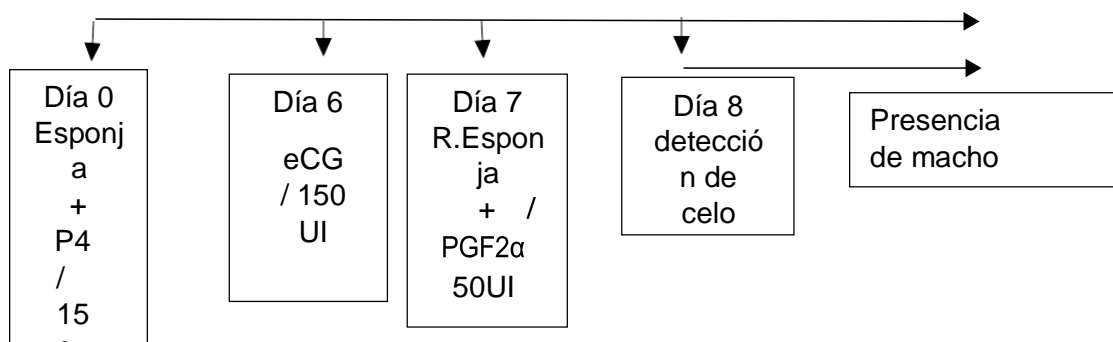 Día 0
Esponj
a
+
P4
/
15
Día 6
eCG
/ 150
UI
Día 7
R.Espon
ja
+ /
PGF2α
50UI
Día 8
detecció
n de
celo
Presencia
de macho